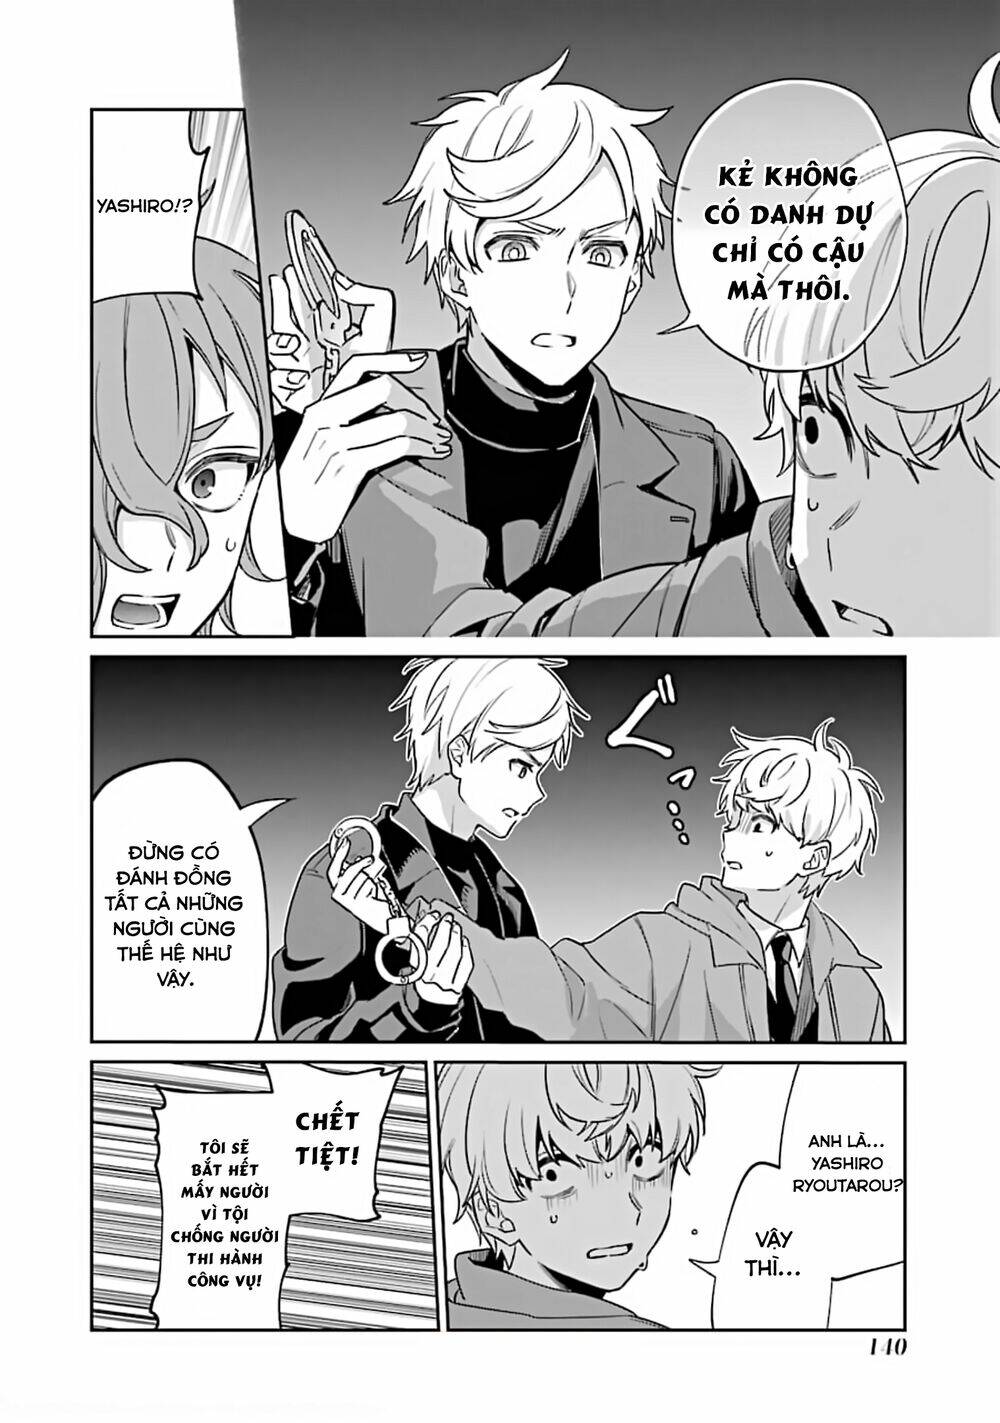 KẺ KHÔNG
CÓ DANH DỰ
CHỈ CÓ CẬU
MÀ THÔI.
YASHIRO!?
ぐぐ...
ĐỪNG CÓ
ĐÁNH ĐỒNG
TẤT CẢ NHỮNG
NGƯỜI CÙNG
THẾ HỆ NHƯ
VẬY.
ANH LÀ...
YASHIRO
RYOUTAROU?
VẬY
THÌ...
CHẾT
TIỆT!
TÔI SẼ
BẮT HẾT
MẤY NGƯỜI
VÌ TỘI
CHỐNG NGƯỜI
THI HÀNH
CÔNG VỤ!
140